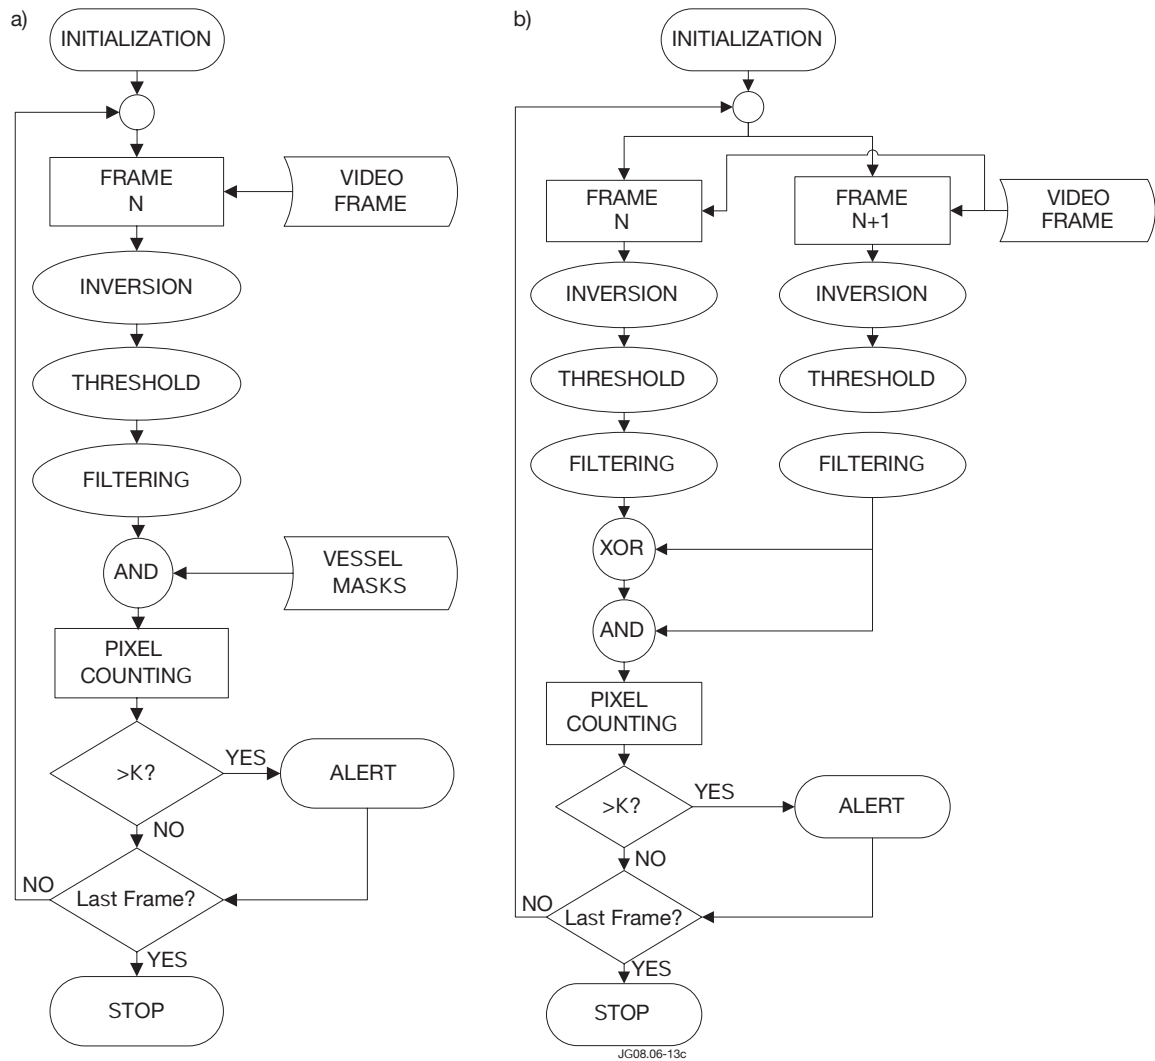 a)
INITIALIZATION
FRAME
N
VIDEO
FRAME
INVERSION
THRESHOLD
FILTERING
AND
VESSEL
MASKS
PIXEL
COUNTING
>K?
YES
ALERT
NO
Last Frame?
NO
YES
STOP
b)
INITIALIZATION
FRAME
N
FRAME
N+1
VIDEO
FRAME
INVERSION
INVERSION
THRESHOLD
THRESHOLD
FILTERING
FILTERING
XOR
AND
PIXEL
COUNTING
>K?
YES
ALERT
NO
Last Frame?
NO
YES
STOP
JG08.06-13c